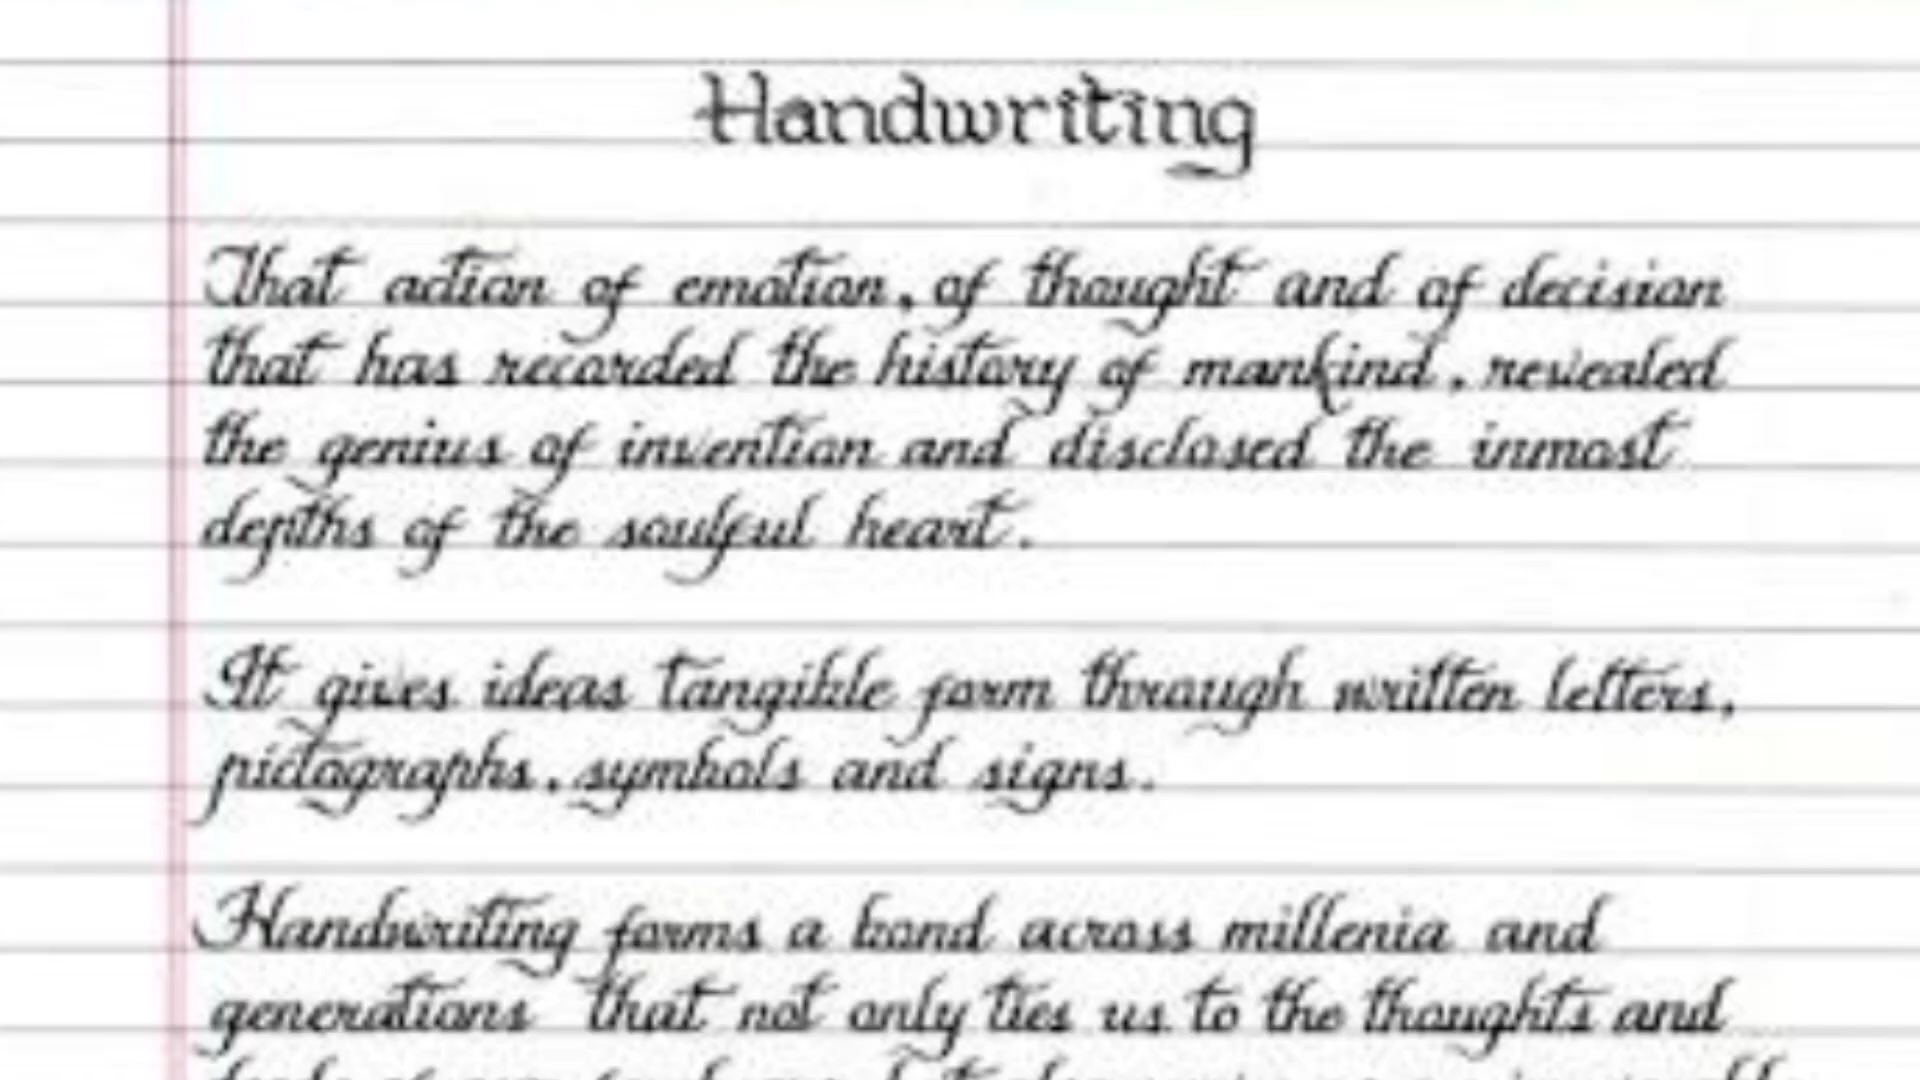 Handwriting
That action of emotion, of thought and of decision
that has recorded the history of mankind, revealed
the genius of invention and disclosed the inmost
depths of the soulful heart.
It gives ideas tangible form through written letters,
pictographs, symbols and signs.
Handwriting forms a bond across millenia and
generations that not only ties us to the thoughts and